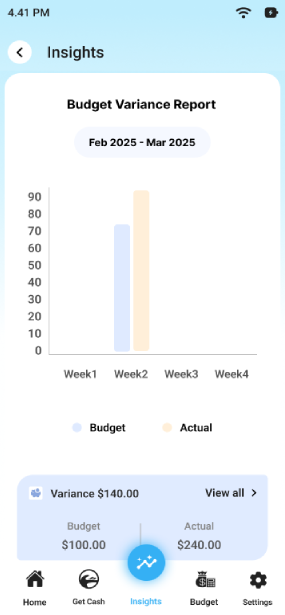 4.41 PM
Insights
Budget Variance Report
Feb 2025 - Mar 2025
90
80
70
60
50
40
30
20
10
0
Week1 Week2 Week3 Week4
Budget Actual
Variance $140.00 View all
Budget Actual
$100.00 $240.00
Home Get Cash Insights Budget Settings